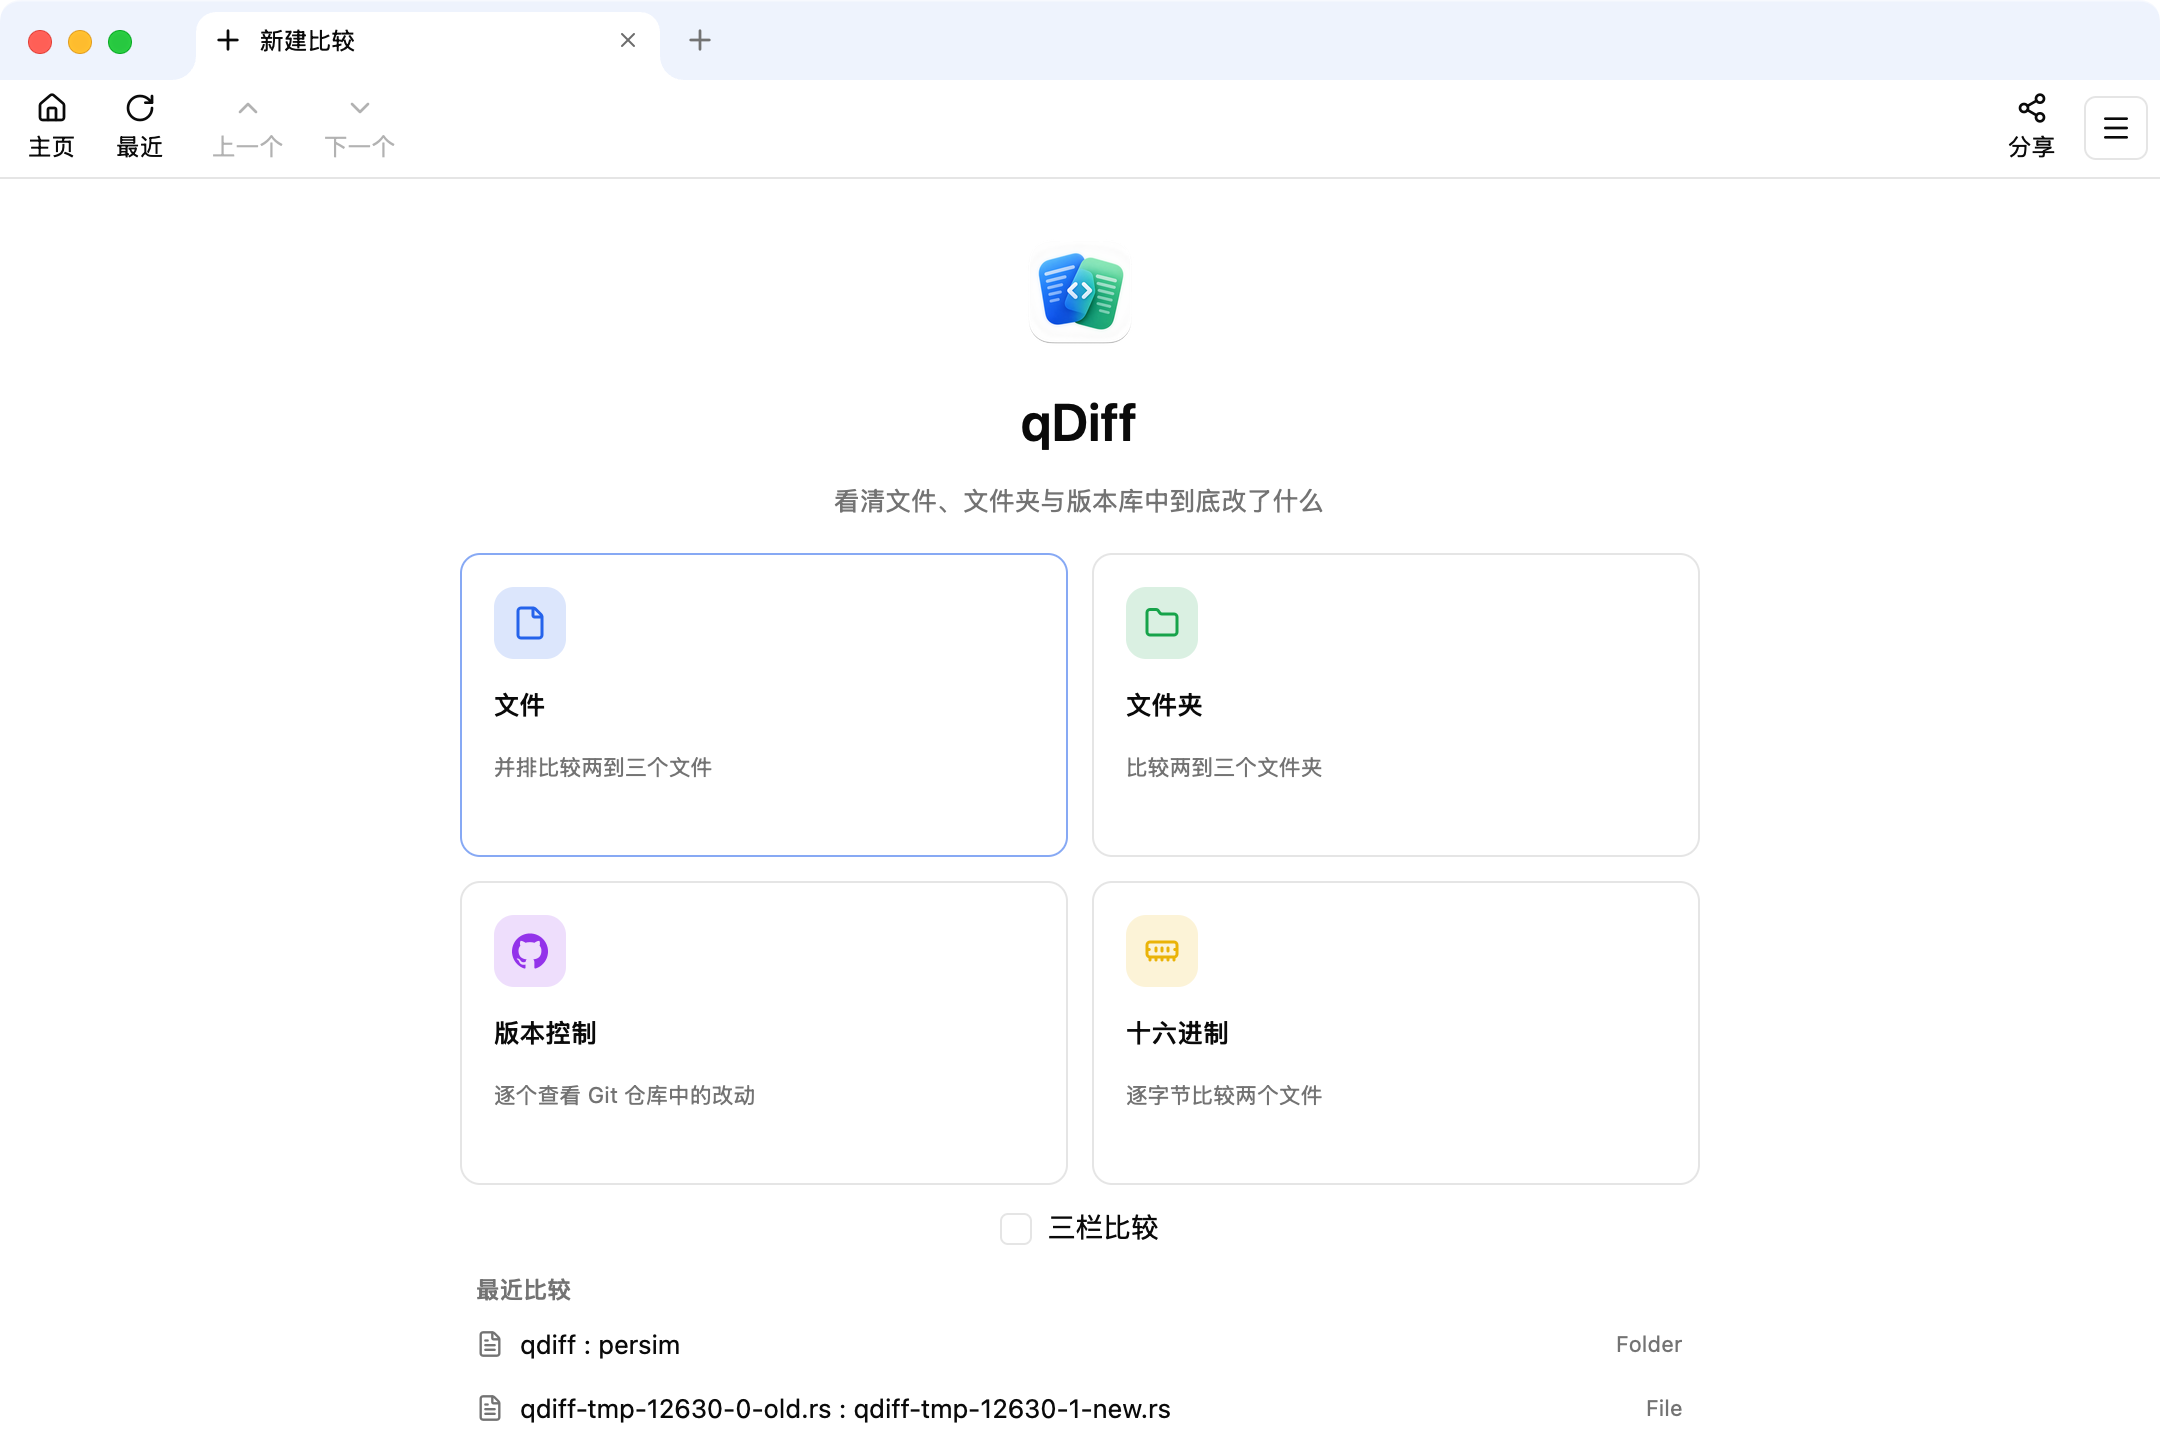 新建比较
主页 最近 上一个 下一个 分享
qDiff
看清文件、文件夹与版本库中到底改了什么
文件
并排比较两到三个文件
文件夹
比较两到三个文件夹
版本控制
逐个查看 Git 仓库中的改动
十六进制
逐字节比较两个文件
三栏比较
最近比较
qdiff : persim Folder
qdiff-tmp-12630-0-old.rs : qdiff-tmp-12630-1-new.rs File